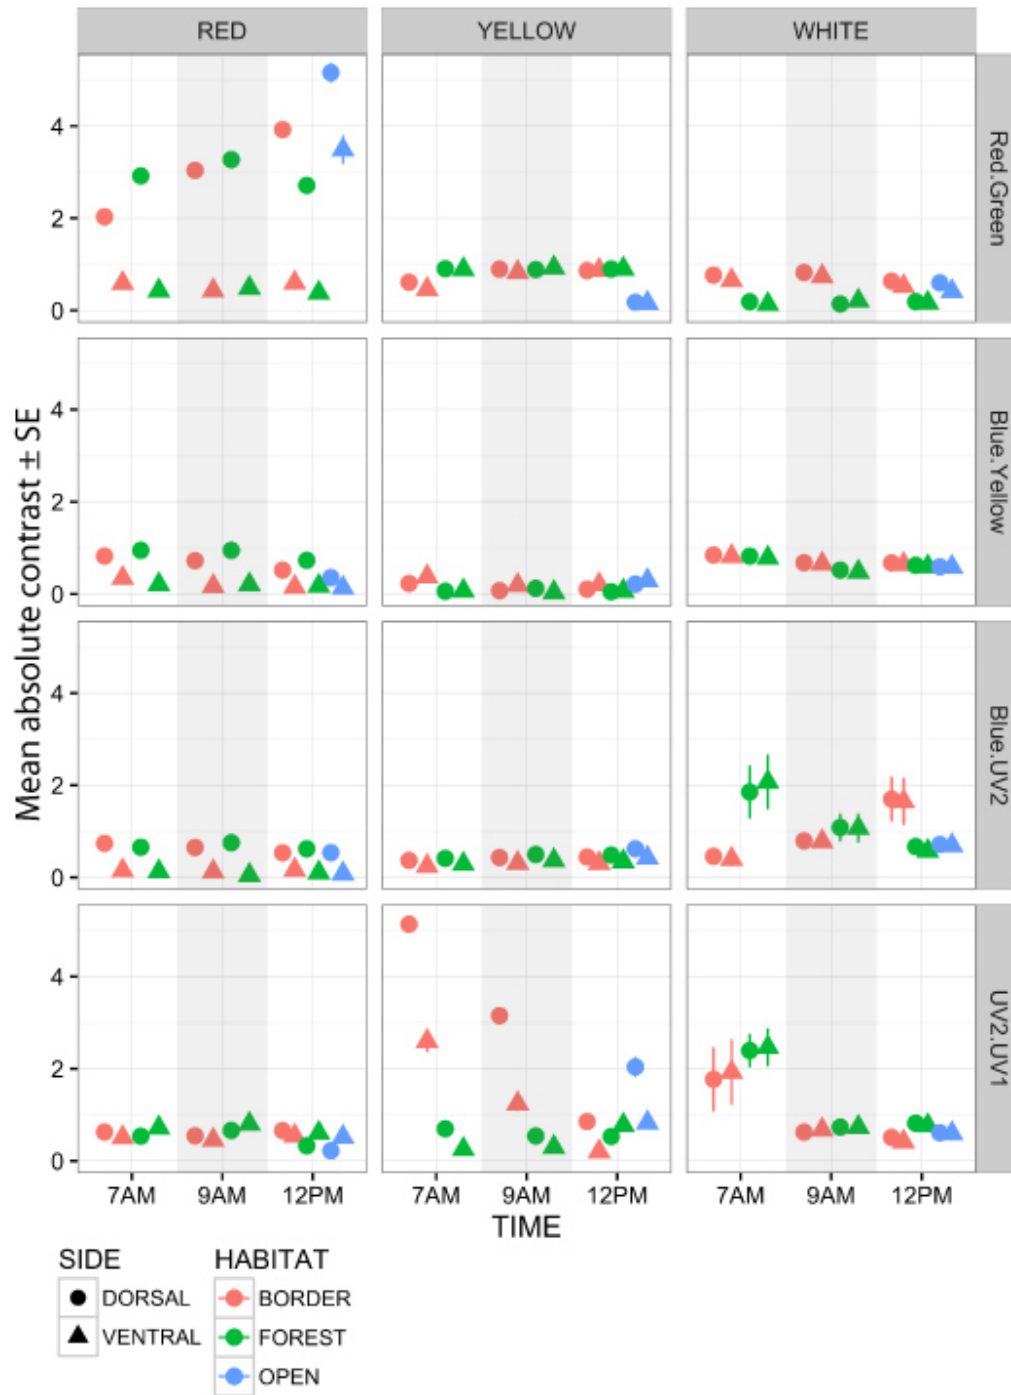 RED YELLOW WHITE
Mean absolute contrast ± SE
4
2
0
Red.Green
4
2
0
Blue.Yellow
4
2
0
Blue.UV2
4
2
0
UV2.UV1
7AM 9AM 12PM 7AM 9AM 12PM 7AM 9AM 12PM
TIME
SIDE HABITAT
DORSAL BORDER
VENTRAL FOREST
OPEN